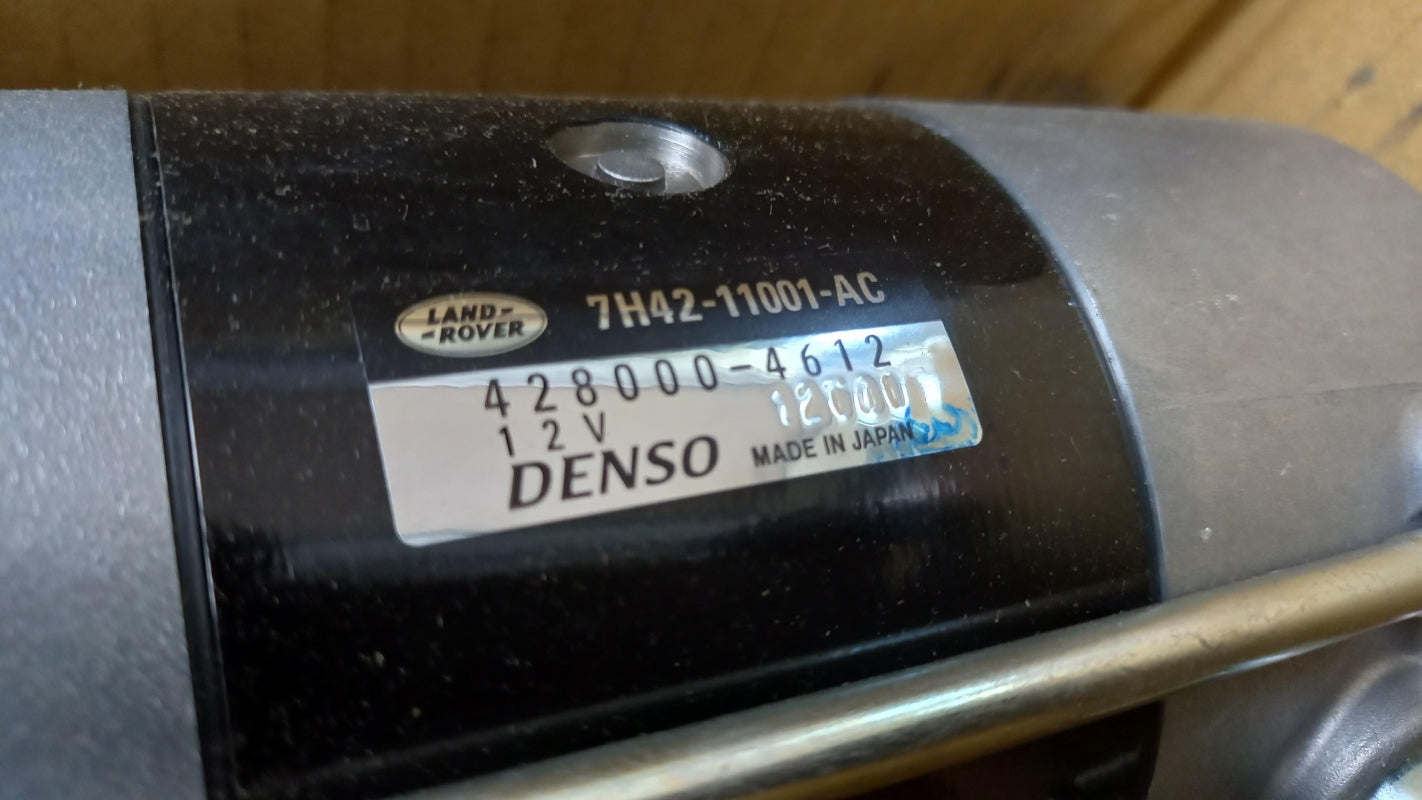 LAND-
-ROVER
7H42-11001-AC
428000-4612
12V
DENSO
MADE IN JAPAN